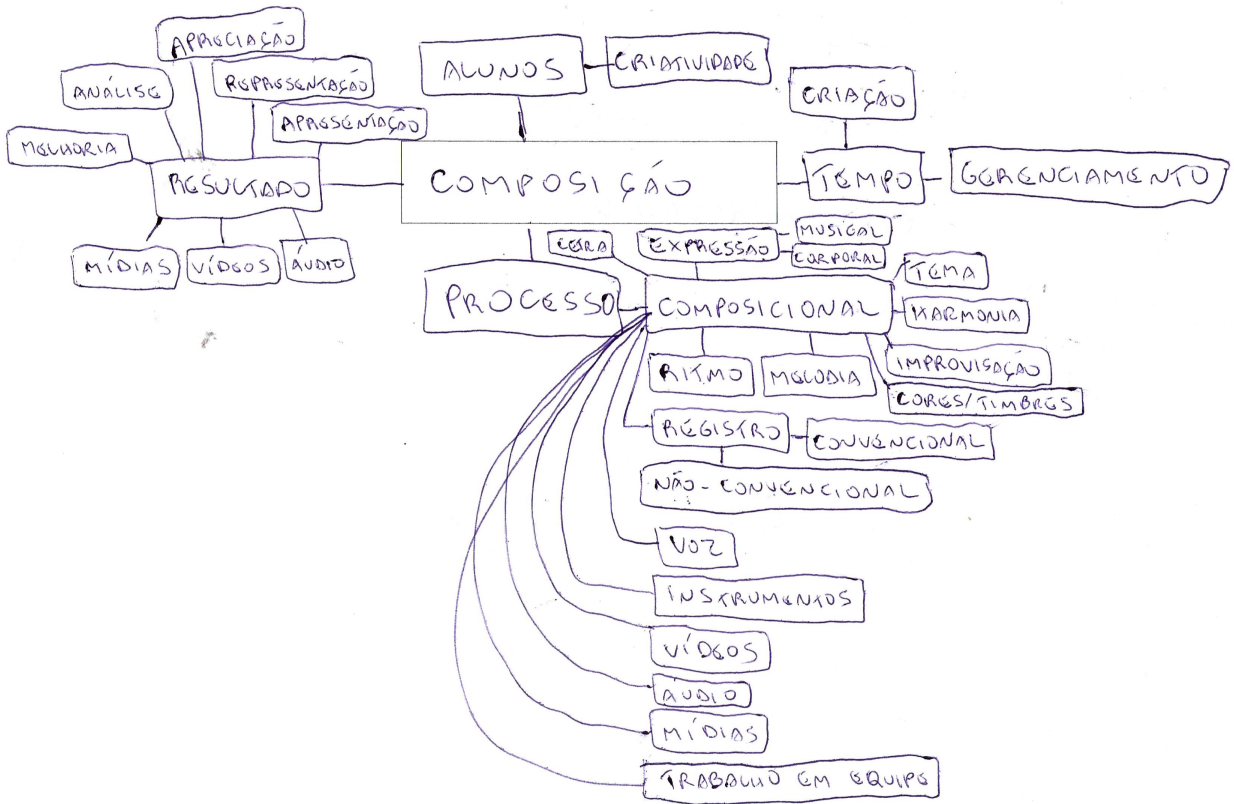 APRECIAÇÃO
ALUNOS
CRIATIVIDADE
ANÁLISE
REPRESENTAÇÃO
CRIAÇÃO
APRESENTAÇÃO
MELHORIA
RESULTADO
COMPOSIÇÃO
TEMPO
GERENCIAMENTO
MÍDIAS
VÍDEOS
ÁUDIO
LETRA
EXPRESSÃO
MUSICAL
CORPORAL
TEMA
PROCESSO
COMPOSICIONAL
HARMONIA
RITMO
MELODIA
IMPROVISAÇÃO
CORES/TIMBRES
REGISTRO
CONVENCIONAL
NÃO-CONVENCIONAL
VOZ
INSTRUMENTOS
VÍDEOS
ÁUDIO
MÍDIAS
TRABALHO EM EQUIPE